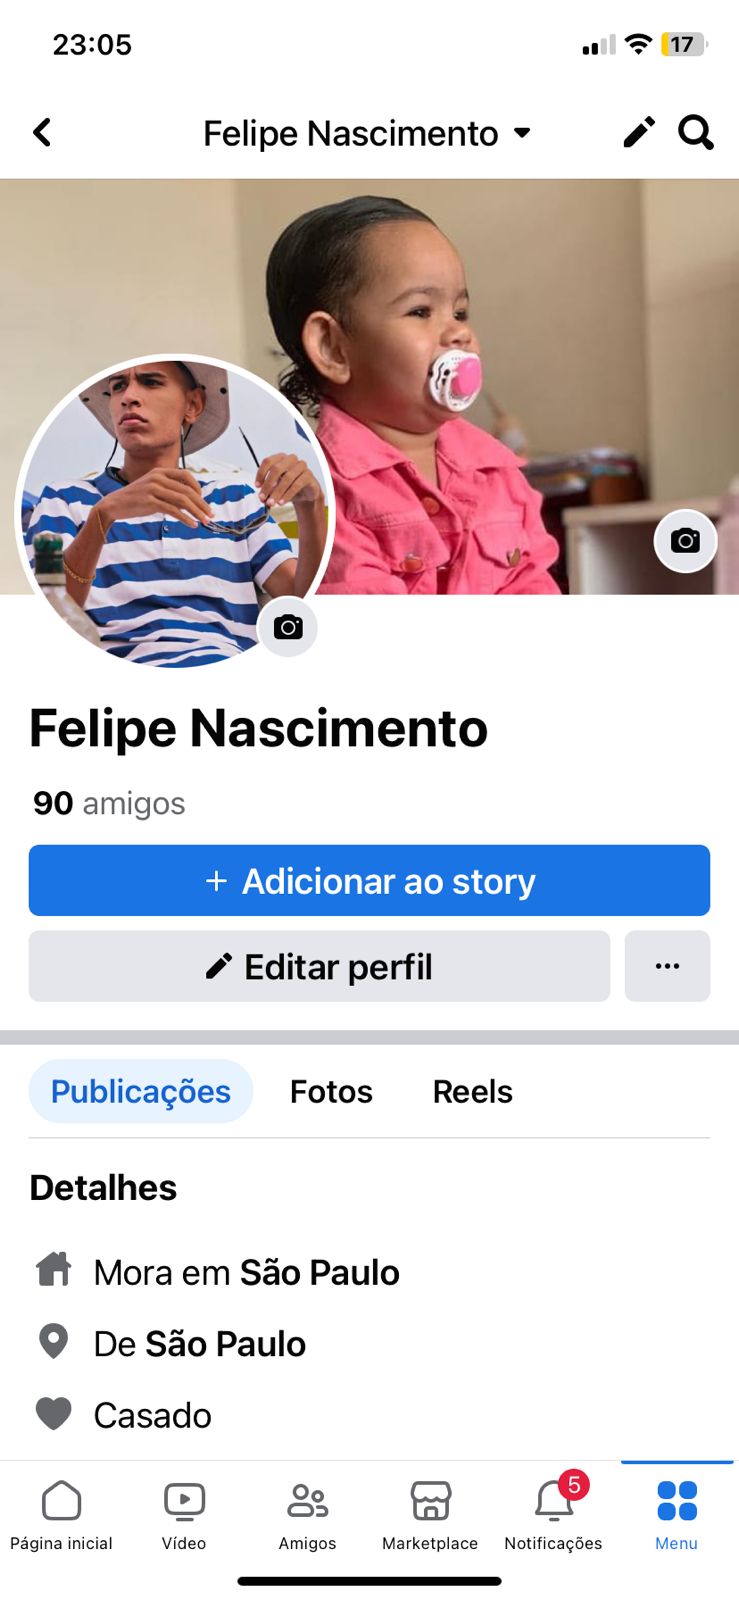 23:05
17
Felipe Nascimento
Felipe Nascimento
90 amigos
+ Adicionar ao story
Editar perfil
Publicações Fotos Reels
Detalhes
Mora em São Paulo
De São Paulo
Casado
5
Página inicial Vídeo Amigos Marketplace Notificações Menu